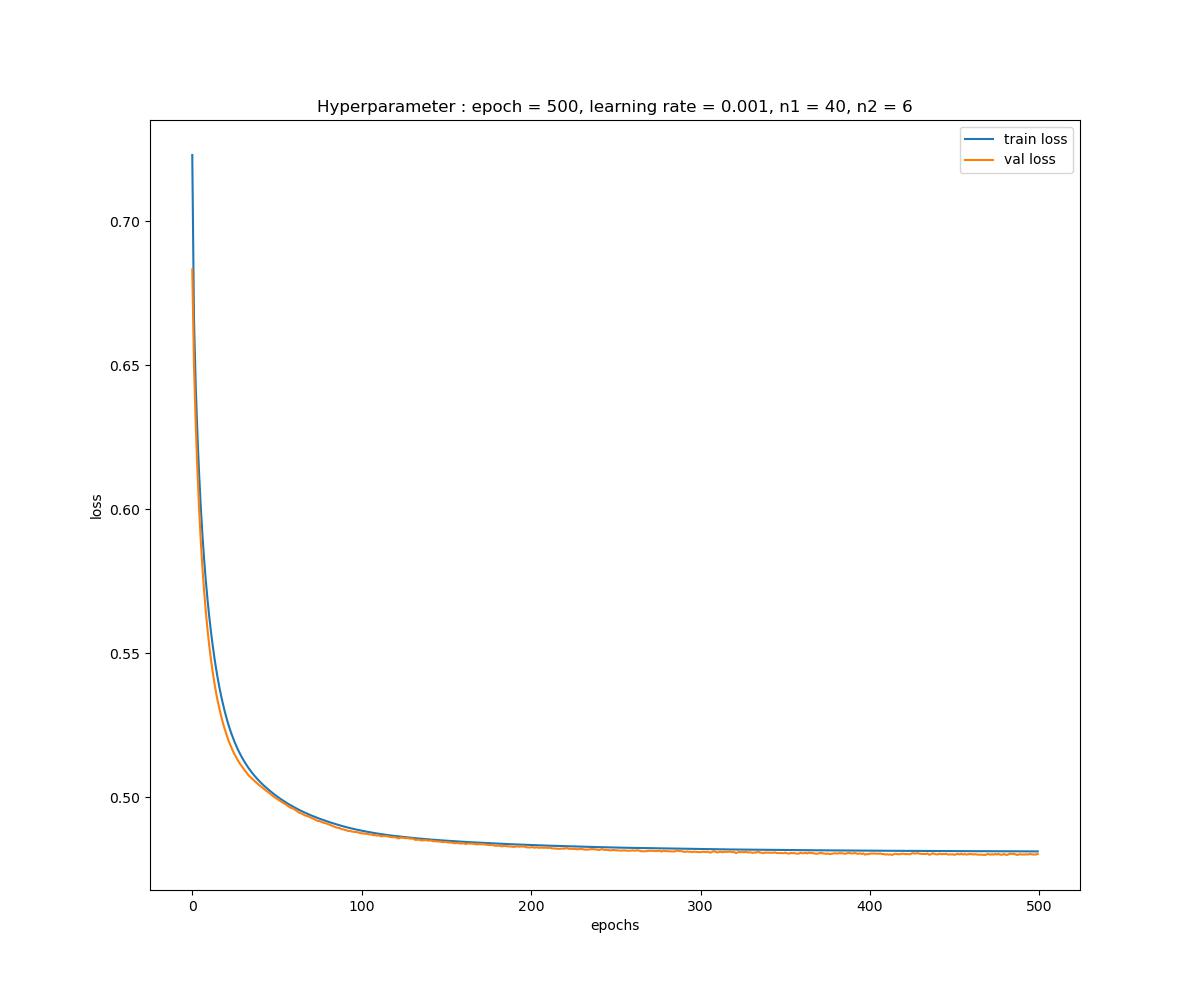 Hyperparameter : epoch = 500, learning rate = 0.001, n1 = 40, n2 = 6
train loss
val loss
0.70
0.65
0.60
0.55
0.50
loss
0 100 200 300 400 500
epochs